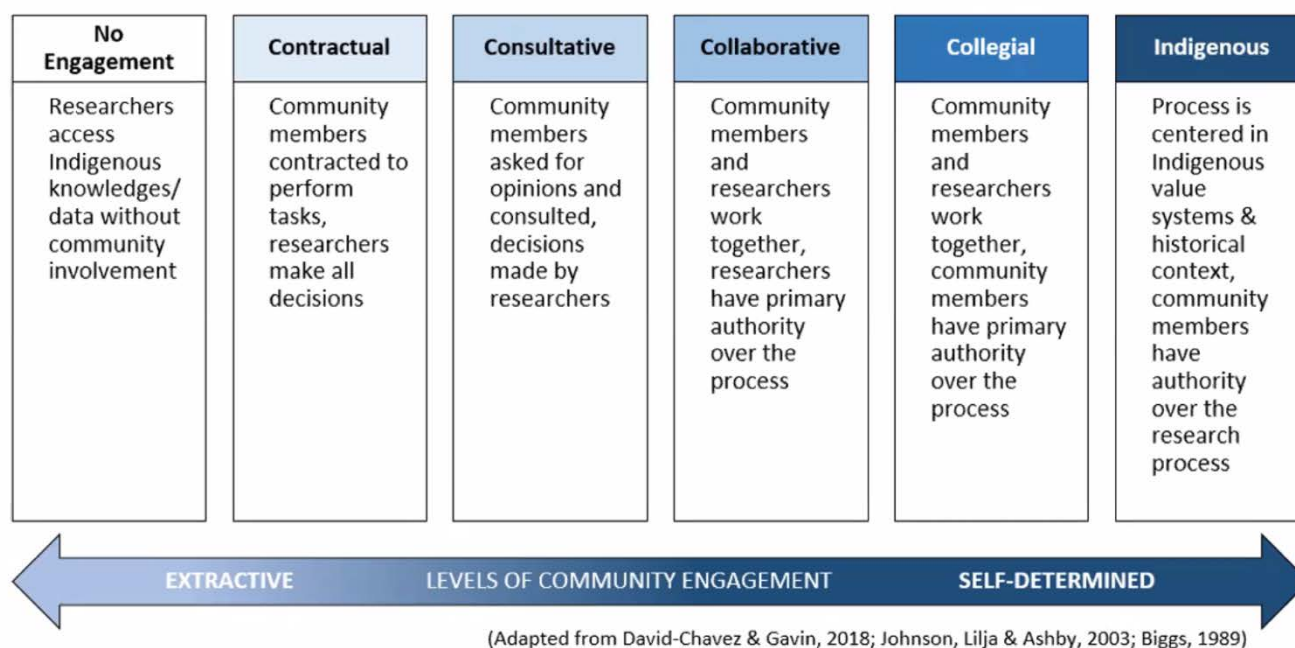 No
Engagement
Researchers
access
Indigenous
knowledges/
data without
community
involvement
Contractual
Community
members
contracted to
perform
tasks,
researchers
make all
decisions
Consultative
Community
members
asked for
opinions and
consulted,
decisions
made by
researchers
Collaborative
Community
members
and
researchers
work
together,
researchers
have primary
authority
over the
process
Collegial
Community
members
and
researchers
work
together,
community
members
have primary
authority
over the
process
Indigenous
Process is
centered in
Indigenous
value
systems &
historical
context,
community
members
have
authority
over the
research
process
EXTRACTIVE LEVELS OF COMMUNITY ENGAGEMENT SELF-DETERMINED
(Adapted from David-Chavez & Gavin, 2018; Johnson, Lilja & Ashby, 2003; Biggs, 1989)